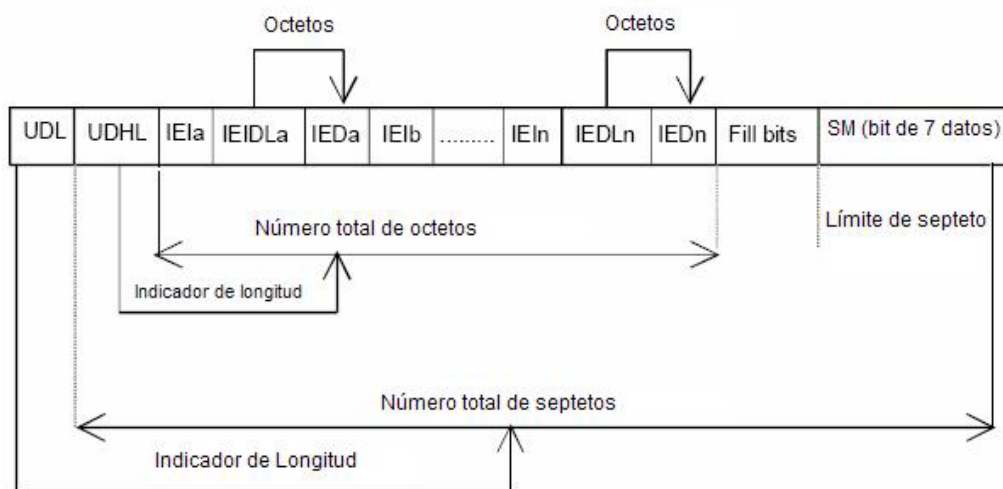 Octetos
Octetos
UDL UDHL IEIa IEIDLa IEDa IEIb ......... IEIn IEDLn IEDn Fill bits SM (bit de 7 datos)
Número total de octetos
Límite de septeto
Indicador de longitud
Número total de septetos
Indicador de Longitud